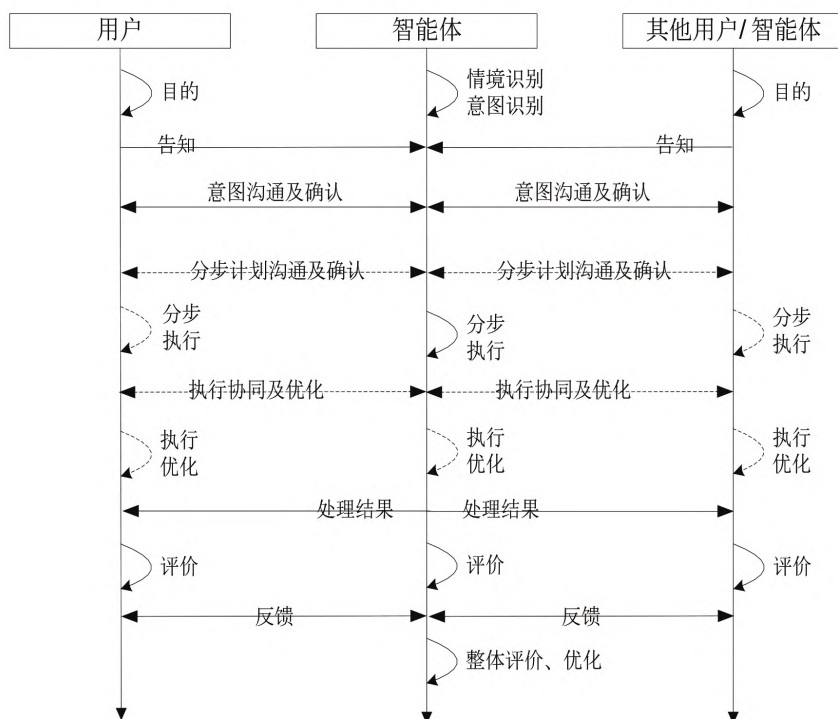 用户
智能体
其他用户/智能体
目的
情境识别
意图识别
目的
告知
告知
意图沟通及确认
意图沟通及确认
分步计划沟通及确认
分步计划沟通及确认
分步
执行
分步
执行
分步
执行
执行协同及优化
执行协同及优化
执行
优化
执行
优化
执行
优化
处理结果
处理结果
评价
评价
评价
反馈
反馈
整体评价、优化